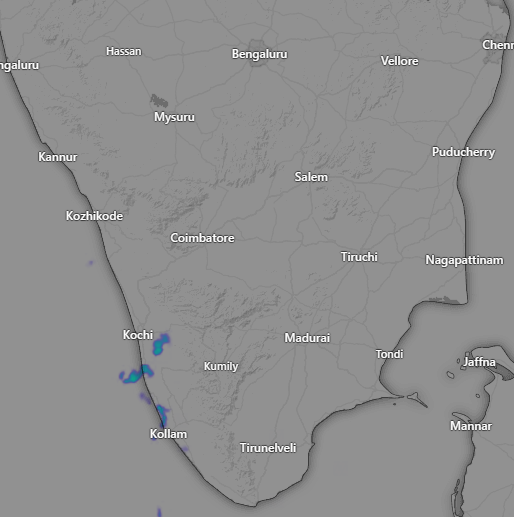 Hassan
Bengaluru
Chenn
ngaluru
Vellore
Mysuru
Kannur
Puducherry
Salem
Kozhikode
Coimbatore
Tiruchi
Nagapattinam
Kochi
Madurai
Tondi
Kumily
Jaffna
Mannar
Kollam
Tirunelveli